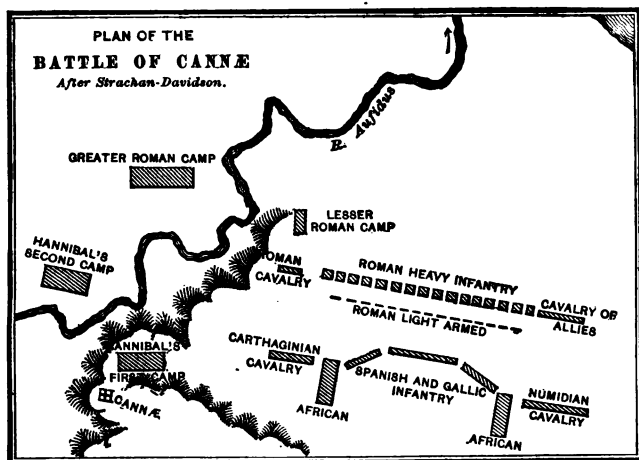 PLAN OF THE
BATTLE OF CANNÆ
After Strachan-Davidson.
R. Aufidus
GREATER ROMAN CAMP
LESSER
ROMAN CAMP
HANNIBAL'S
SECOND CAMP
ROMAN
CAVALRY
ROMAN HEAVY INFANTRY
CAVALRY OF
ALLIES
ROMAN LIGHT ARMED
HANNIBAL'S
FIRST CAMP
CANNÆ
CARTHAGINIAN
CAVALRY
SPANISH AND GALLIC
INFANTRY
AFRICAN
NUMIDIAN
CAVALRY
AFRICAN